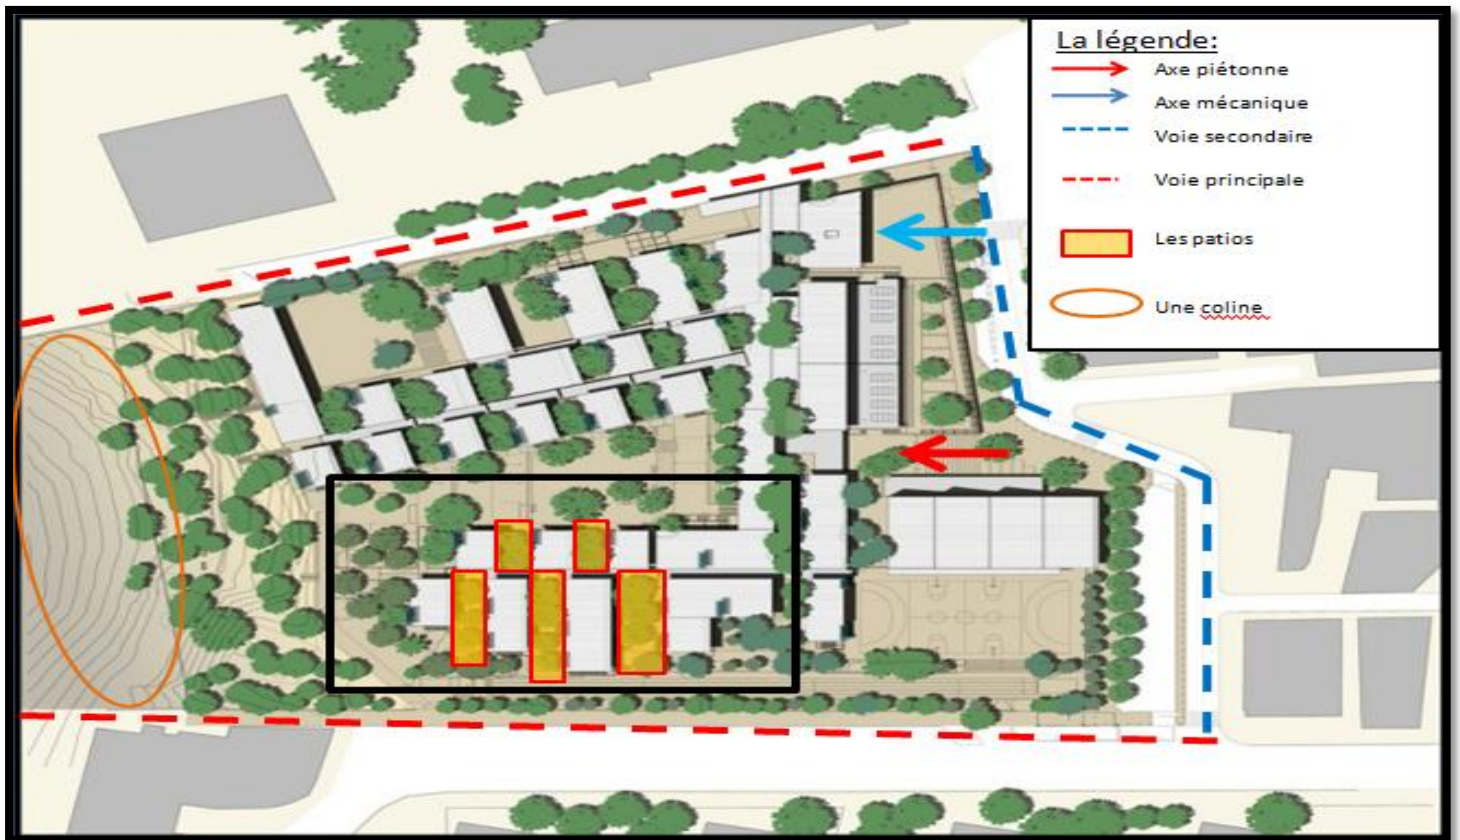 La légende:
Axe piétonne
Axe mécanique
Voie secondaire
Voie principale
Les patios
Une coline